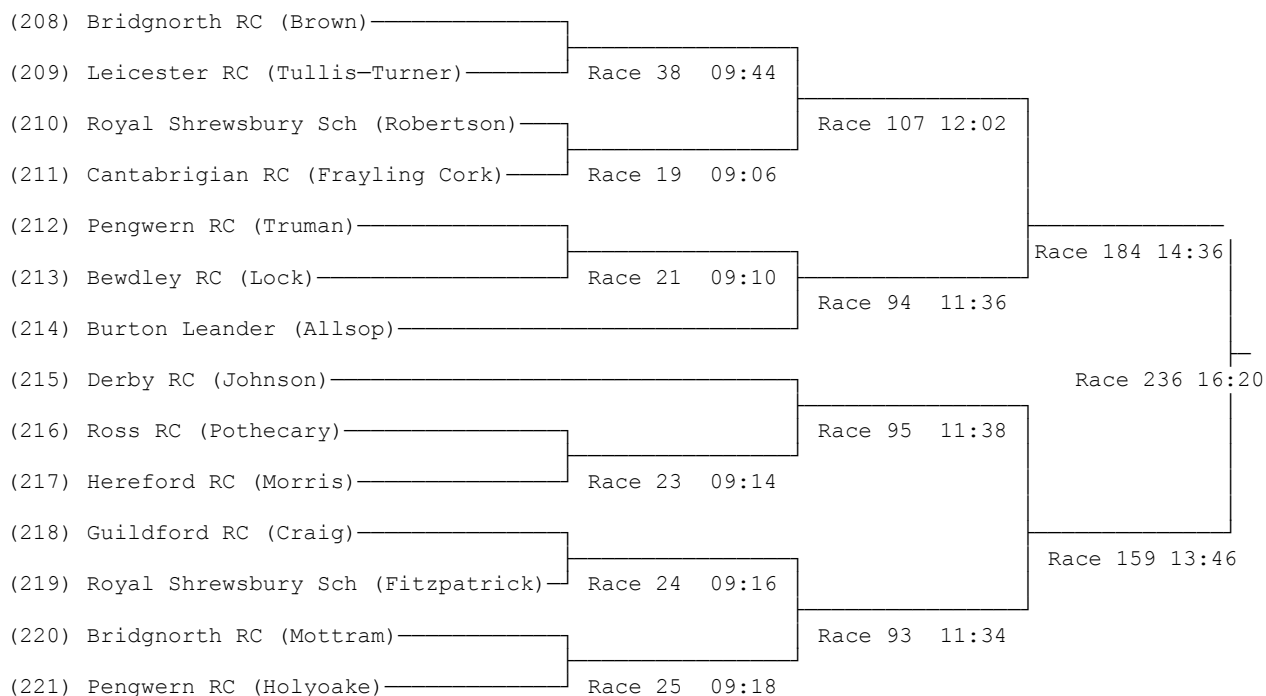 (208) Bridgnorth RC (Brown)
(209) Leicester RC (Tullis-Turner)
Race 38 09:44
(210) Royal Shrewsbury Sch (Robertson)
Race 107 12:02
(211) Cantabrigian RC (Frayling Cork)
Race 19 09:06
(212) Pengwern RC (Truman)
Race 184 14:36
(213) Bewdley RC (Lock)
Race 21 09:10
Race 94 11:36
(214) Burton Leander (Allsop)
(215) Derby RC (Johnson)
Race 236 16:20
(216) Ross RC (Pothecary)
Race 95 11:38
(217) Hereford RC (Morris)
Race 23 09:14
(218) Guildford RC (Craig)
Race 159 13:46
(219) Royal Shrewsbury Sch (Fitzpatrick)
Race 24 09:16
(220) Bridgnorth RC (Mottram)
Race 93 11:34
(221) Pengwern RC (Holyoake)
Race 25 09:18